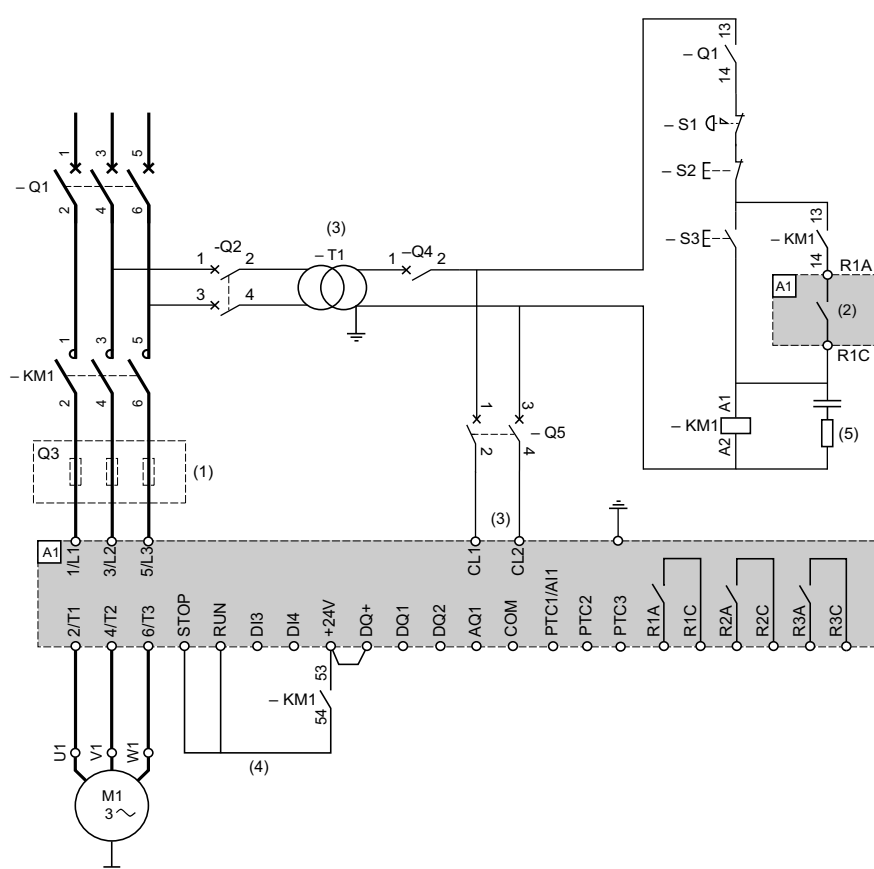 13
– Q1
14
– S1
– S2
– S3
13
– KM1
14
R1A
A1
(2)
R1C
A1
– KM1
A2
(5)
1
3
5
– Q1
2
4
6
(3)
-Q2
1
2
3
4
– T1
–Q4
1
2
1
3
5
– KM1
2
4
6
Q3
(1)
1
3
– Q5
2
4
(3)
A1
1/L1
3/L2
5/L3
CL1
CL2
2/T1
4/T2
6/T3
STOP
RUN
DI3
DI4
+24V
DQ+
DQ1
DQ2
AQ1
COM
PTC1/AI1
PTC2
PTC3
R1A
R1C
R2A
R2C
R3A
R3C
53
– KM1
54
(4)
U1
V1
W1
M1
3